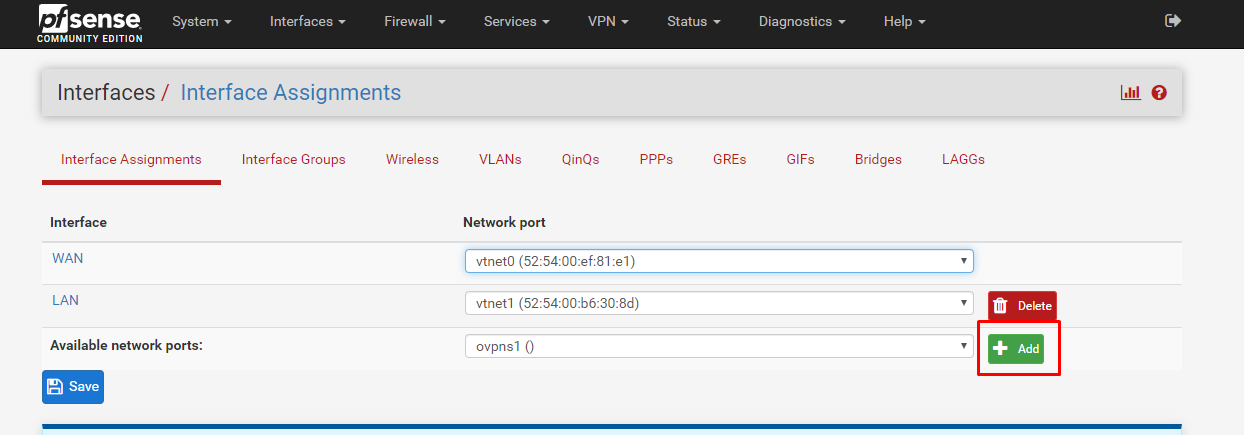 pfsense
COMMUNITY EDITION
System Interfaces Firewall Services VPN Status Diagnostics Help
Interfaces / Interface Assignments
Interface Assignments Interface Groups Wireless VLANs QinQs PPPs GREs GIFs Bridges LAGGs
Interface Network port
WAN vtnet0 (52:54:00:ef:81:e1)
LAN vtnet1 (52:54:00:b6:30:8d) Delete
Available network ports: ovpns1 () Add
Save